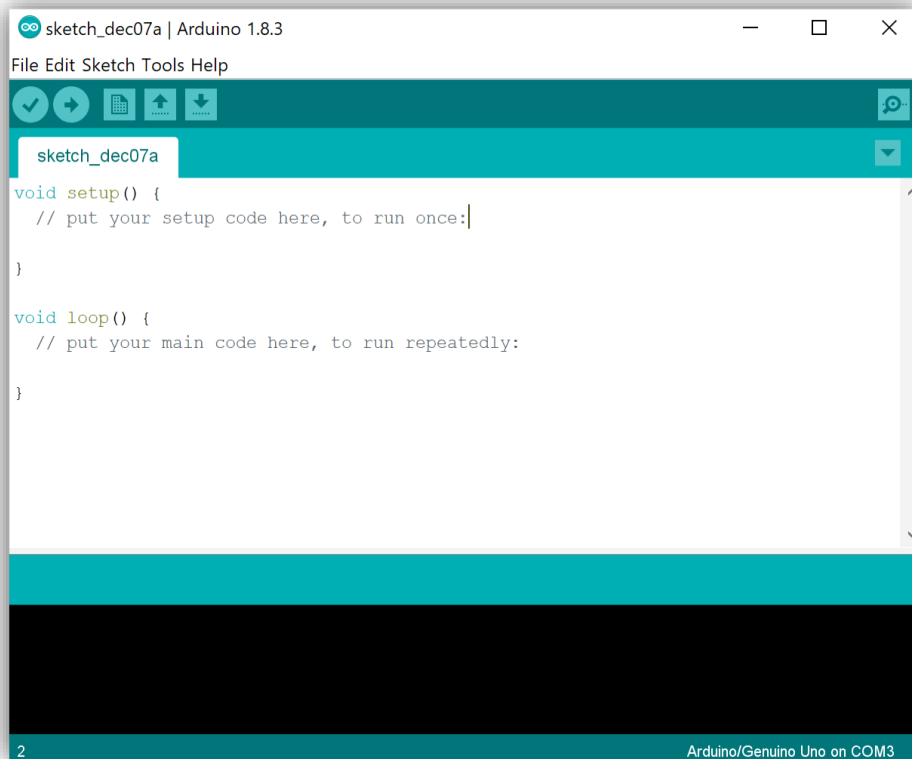 sketch_dec07a | Arduino 1.8.3
File Edit Sketch Tools Help
sketch_dec07a
void setup() {
  // put your setup code here, to run once:

}

void loop() {
  // put your main code here, to run repeatedly:

}
2
Arduino/Genuino Uno on COM3